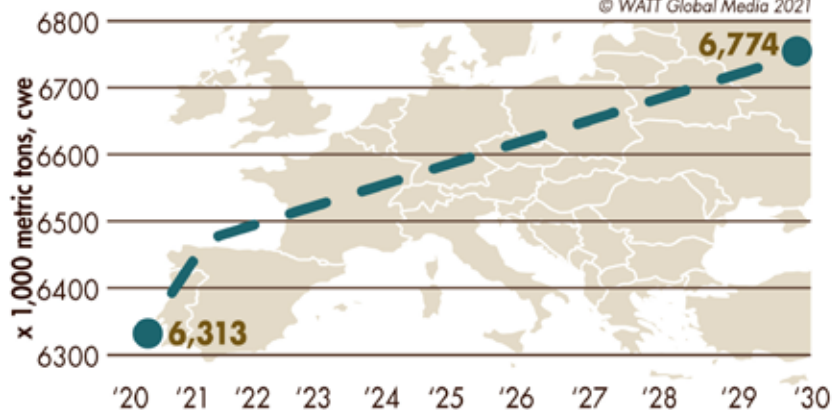 © WATT Global Media 2021
6800
6,774
6700
6600
6500
6400
6,313
6300
x 1,000 metric tons, cwe
‘20 ‘21 ‘22 ‘23 ‘24 ‘25 ‘26 ‘27 ‘28 ‘29 ‘30